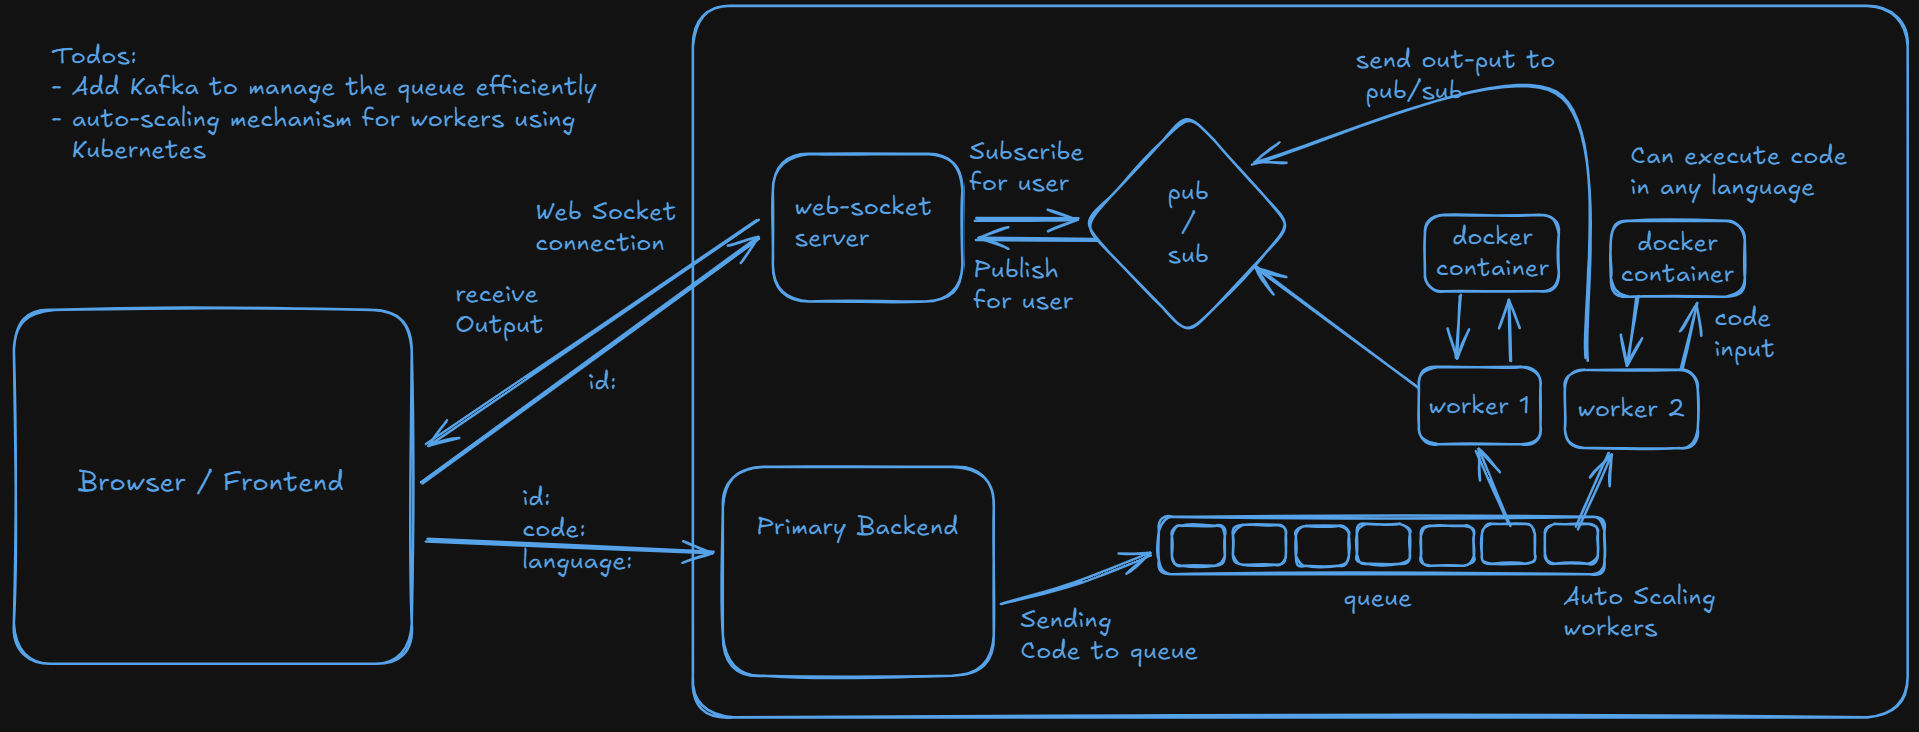 Todos:
- Add Kafka to manage the queue efficiently
- auto-scaling mechanism for workers using
Kubernetes
send out-put to
pub/sub
Can execute code
in any language
Subscribe
for user
pub
/
sub
web-socket
server
Web Socket
connection
Publish
for user
docker
container
docker
container
receive
Output
code
input
id:
worker 1
worker 2
Browser / Frontend
id:
code:
language:
Primary Backend
Sending
Code to queue
queue
Auto Scaling
workers